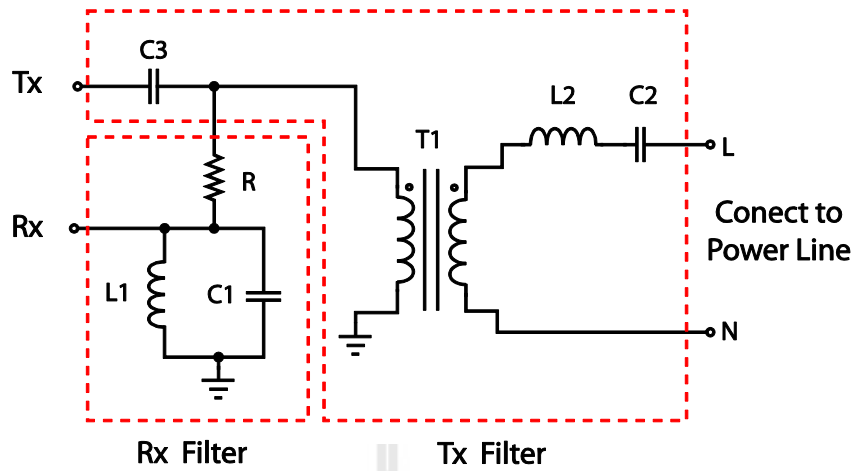 C3
Tx
L2
C2
T1
L
R
Rx
Conect to
Power Line
L1
C1
N
Rx Filter
Tx Filter